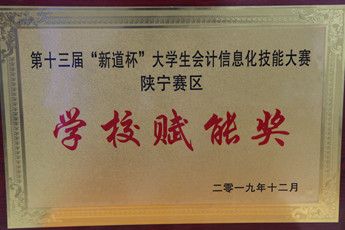 第十三届“新道杯”大学生会计信息化技能大赛
陕宁赛区
学校赋能奖
二零一九年十二月